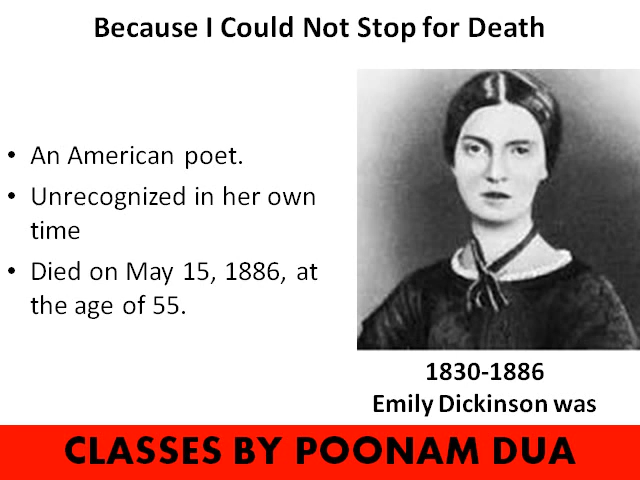 Because I Could Not Stop for Death
• An American poet.
• Unrecognized in her own
time
• Died on May 15, 1886, at
the age of 55.
1830-1886
Emily Dickinson was
CLASSES BY POONAM DUA